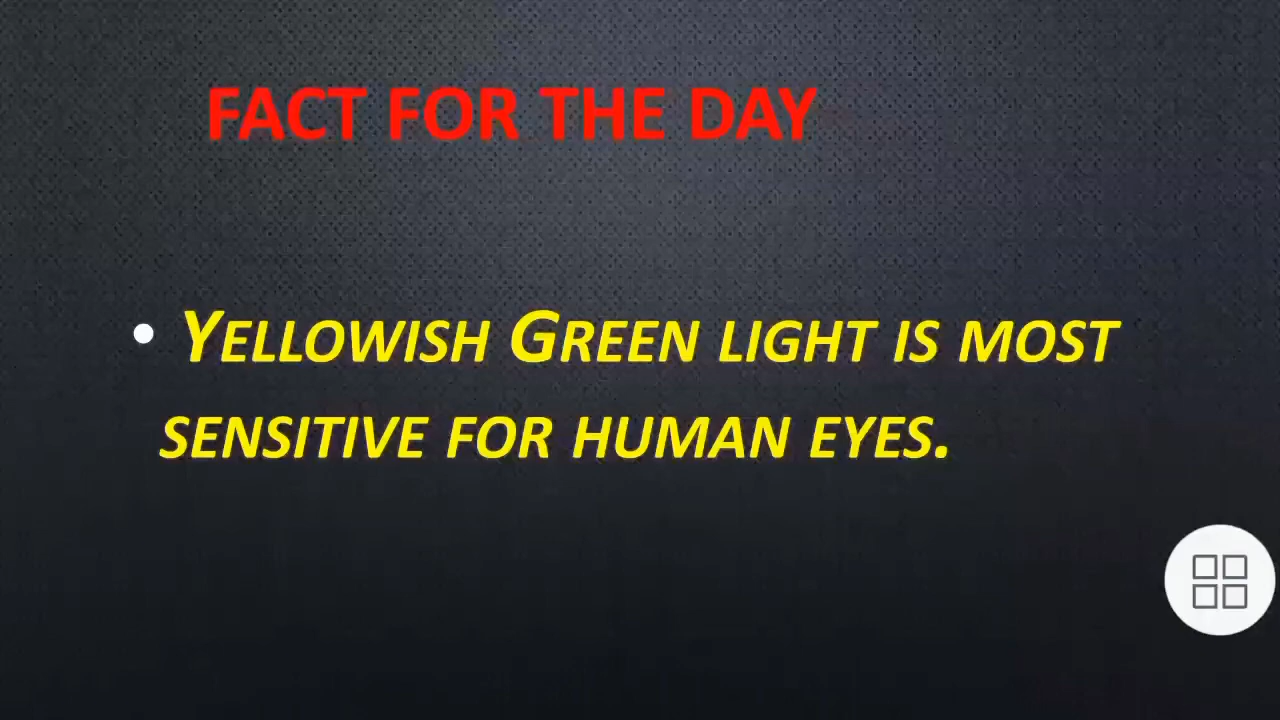 FACT FOR THE DAY
• YELLOWISH GREEN LIGHT IS MOST
SENSITIVE FOR HUMAN EYES.